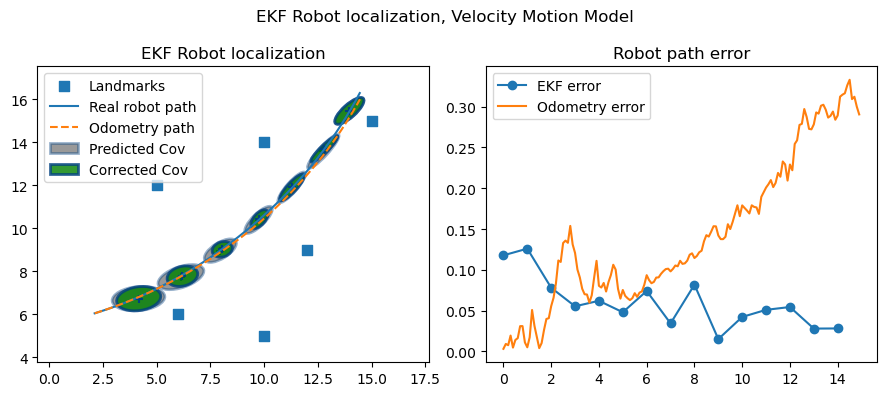 EKF Robot localization, Velocity Motion Model
EKF Robot localization
Landmarks
Real robot path
Odometry path
Predicted Cov
Corrected Cov
16
14
12
10
8
6
4
0.0 2.5 5.0 7.5 10.0 12.5 15.0 17.5
Robot path error
EKF error
Odometry error
0.30
0.25
0.20
0.15
0.10
0.05
0.00
0 2 4 6 8 10 12 14